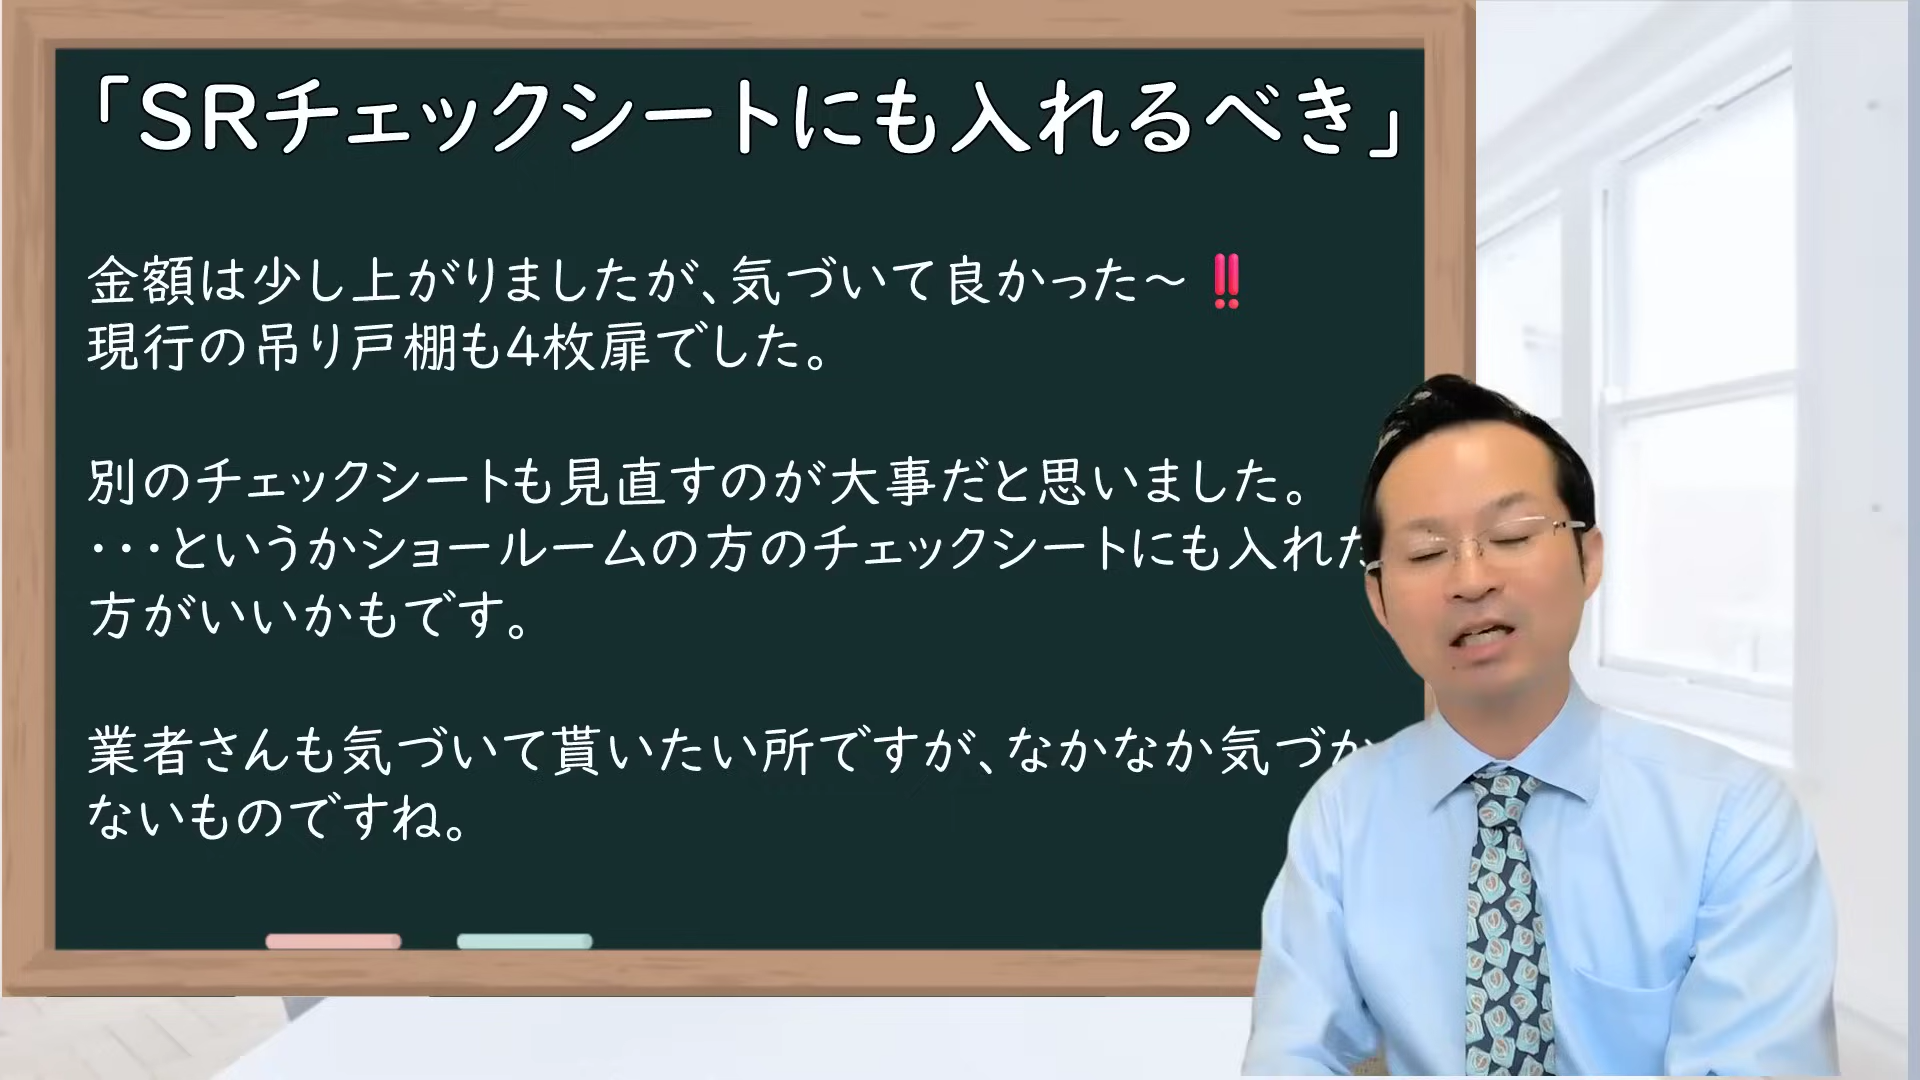 「SRチェックシートにも入れるべき」
金額は少し上がりましたが、気づいて良かった～‼
現行の吊り戸棚も4枚扉でした。
別のチェックシートも見直すのが大事だと思いました。
・・・というかショールームの方のチェックシートにも入れた
方がいいかもです。
業者さんも気づいて貰いたい所ですが、なかなか気づか
ないものですね。